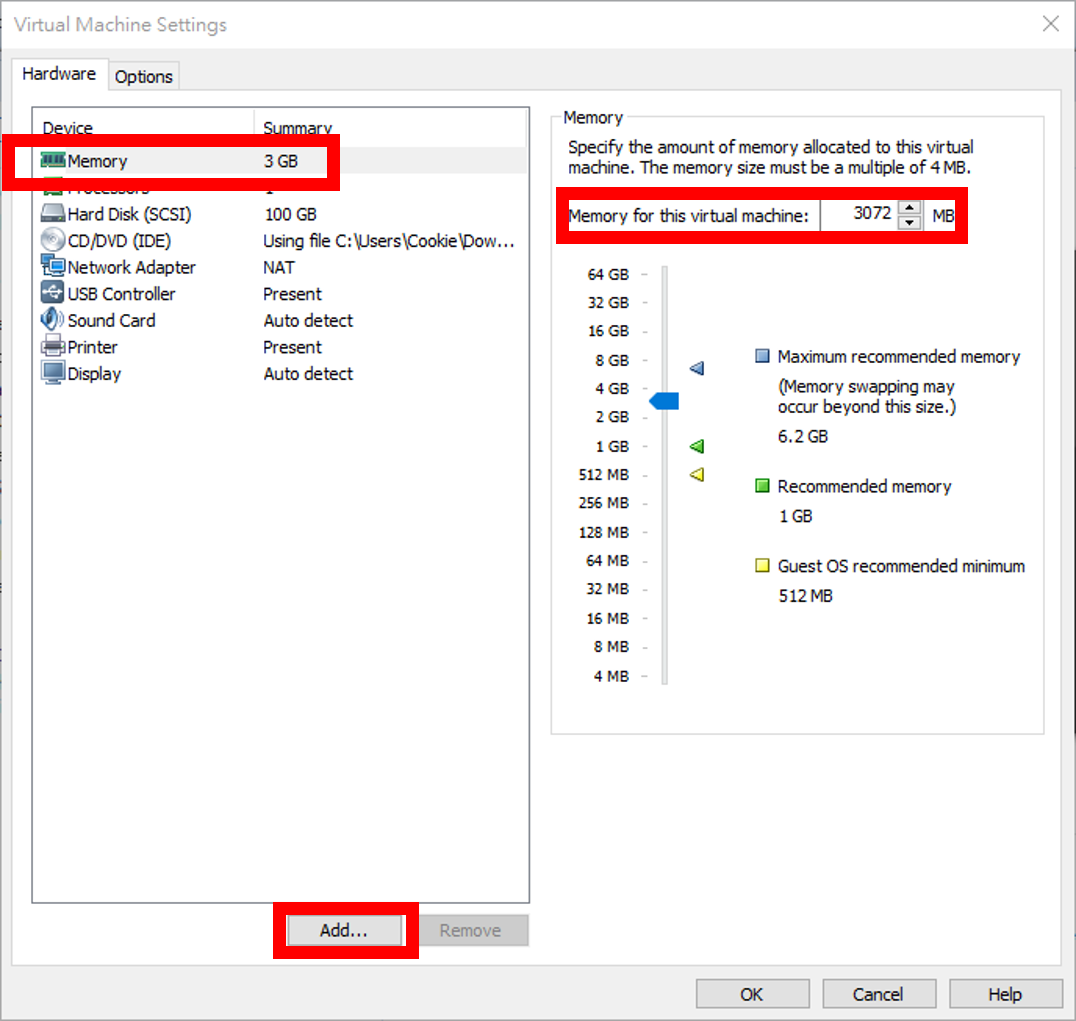 Virtual Machine Settings
Hardware Options
Device Summary
Memory 3 GB
Processors 1
Hard Disk (SCSI) 100 GB
CD/DVD (IDE) Using file C:\Users\Cookie\Dow...
Network Adapter NAT
USB Controller Present
Sound Card Auto detect
Printer Present
Display Auto detect
Add... Remove
Memory
Specify the amount of memory allocated to this virtual
machine. The memory size must be a multiple of 4 MB.
Memory for this virtual machine: 3072 MB
64 GB
32 GB
16 GB
8 GB
4 GB
2 GB
1 GB
512 MB
256 MB
128 MB
64 MB
32 MB
16 MB
8 MB
4 MB
Maximum recommended memory
(Memory swapping may
occur beyond this size.)
6.2 GB
Recommended memory
1 GB
Guest OS recommended minimum
512 MB
OK Cancel Help